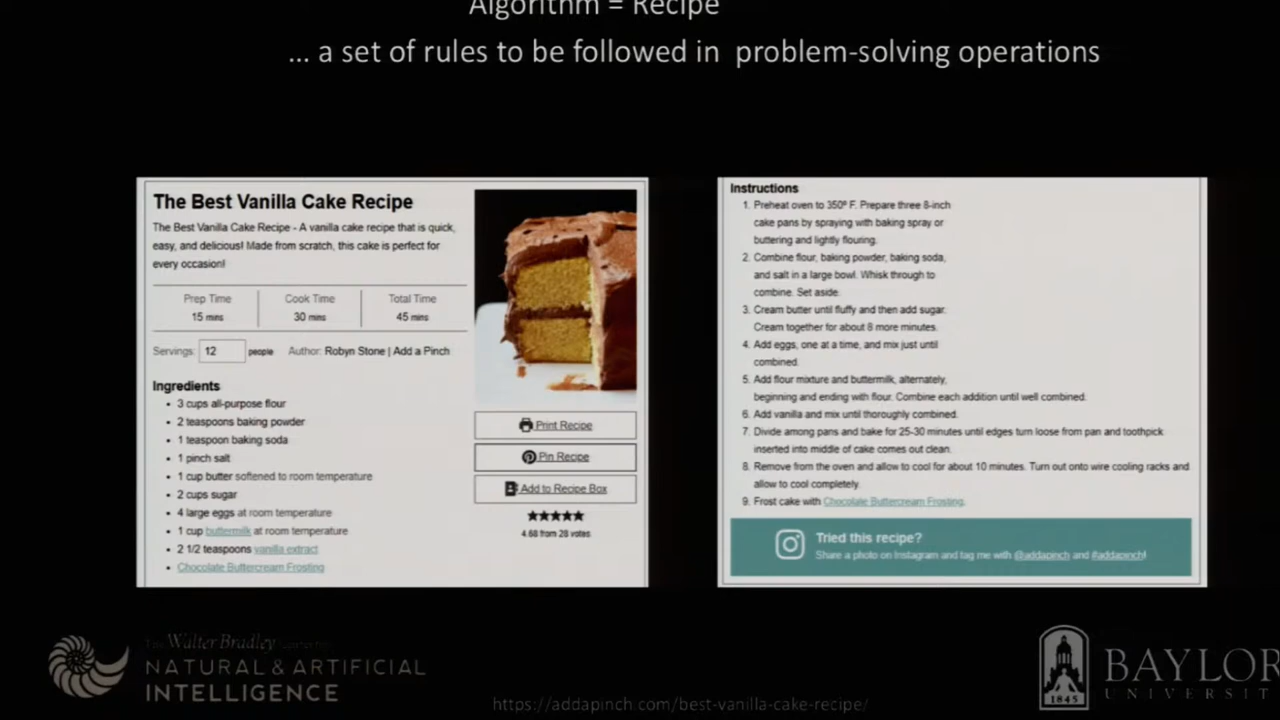 Algorithm = Recipe
... a set of rules to be followed in problem-solving operations
The Best Vanilla Cake Recipe
The Best Vanilla Cake Recipe - A vanilla cake recipe that is quick,
easy, and delicious! Made from scratch, this cake is perfect for
every occasion!
Prep Time Cook Time Total Time
15 mins 30 mins 45 mins
Servings: 12 people Author: Robyn Stone | Add a Pinch
Ingredients
• 3 cups all-purpose flour
• 2 teaspoons baking powder
• 1 teaspoon baking soda
• 1 pinch salt
• 1 cup butter softened to room temperature
• 2 cups sugar
• 4 large eggs at room temperature
• 1 cup buttermilk at room temperature
• 2 1/2 teaspoons vanilla extract
• Chocolate Buttercream Frosting
Print Recipe
Pin Recipe
Add to Recipe Box
4.68 from 28 votes
Instructions
1. Preheat oven to 350º F. Prepare three 8-inch
cake pans by spraying with baking spray or
buttering and lightly flouring.
2. Combine flour, baking powder, baking soda,
and salt in a large bowl. Whisk through to
combine. Set aside.
3. Cream butter until fluffy and then add sugar.
Cream together for about 8 more minutes.
4. Add eggs, one at a time, and mix just until
combined.
5. Add flour mixture and buttermilk, alternately,
beginning and ending with flour. Combine each addition until well combined.
6. Add vanilla and mix until thoroughly combined.
7. Divide among pans and bake for 25-30 minutes until edges turn loose from pan and toothpick
inserted into middle of cake comes out clean.
8. Remove from the oven and allow to cool for about 10 minutes. Turn out onto wire cooling racks and
allow to cool completely.
9. Frost cake with Chocolate Buttercream Frosting.
Tried this recipe?
Share a photo on Instagram and tag me with @addapinch and #addapinch!
Walter Bradley
NATURAL & ARTIFICIAL
INTELLIGENCE
https://addapinch.com/best-vanilla-cake-recipe/
1845
BAYLOR
UNIVERSIT